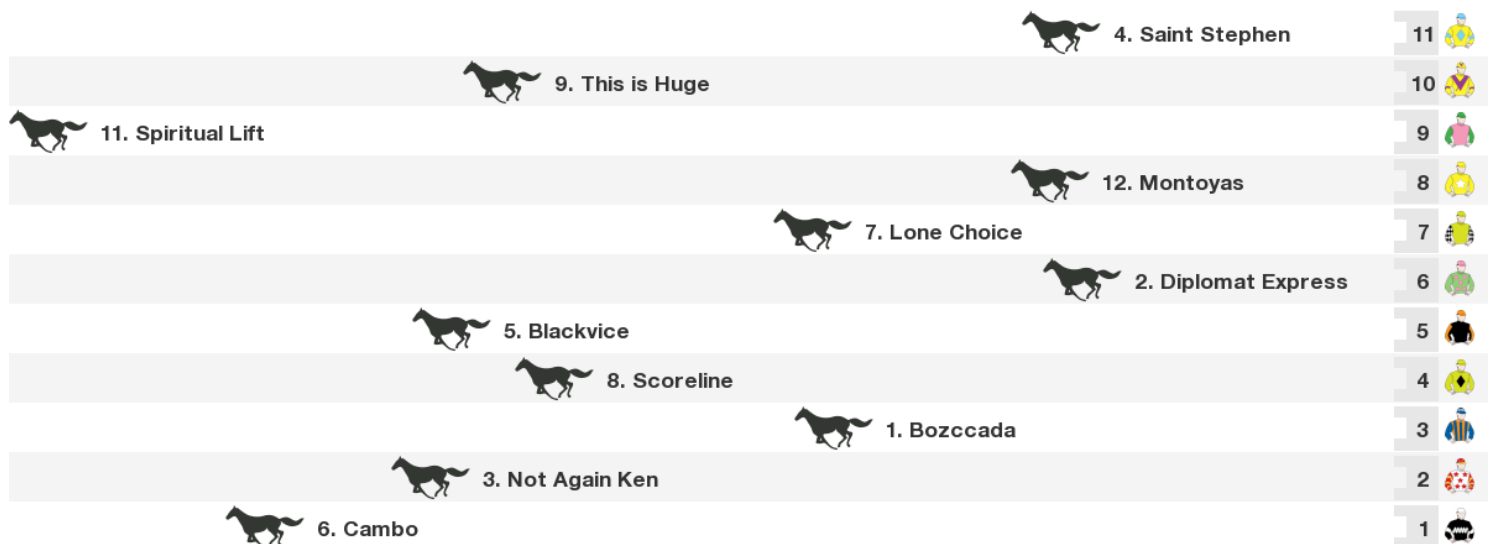 4. Saint Stephen 11
9. This is Huge 10
11. Spiritual Lift 9
12. Montoyas 8
7. Lone Choice 7
2. Diplomat Express 6
5. Blackvice 5
8. Scoreline 4
1. Bozccada 3
3. Not Again Ken 2
6. Cambo 1